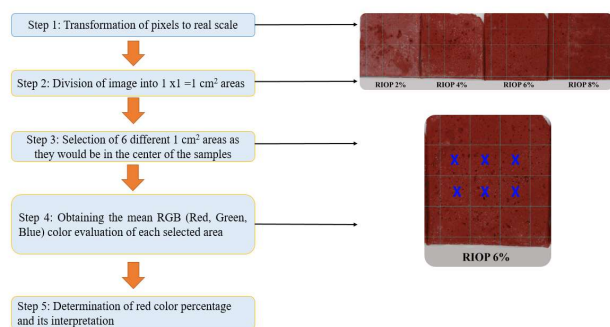 Step 1: Transformation of pixels to real scale
Step 2: Division of image into 1 x1 =1 cm² areas
RIOP 2%
RIOP 4%
RIOP 6%
RIOP 8%
Step 3: Selection of 6 different 1 cm² areas as
they would be in the center of the samples
X X X
X X X
Step 4: Obtaining the mean RGB (Red, Green,
Blue) color evaluation of each selected area
RIOP 6%
Step 5: Determination of red color percentage
and its interpretation